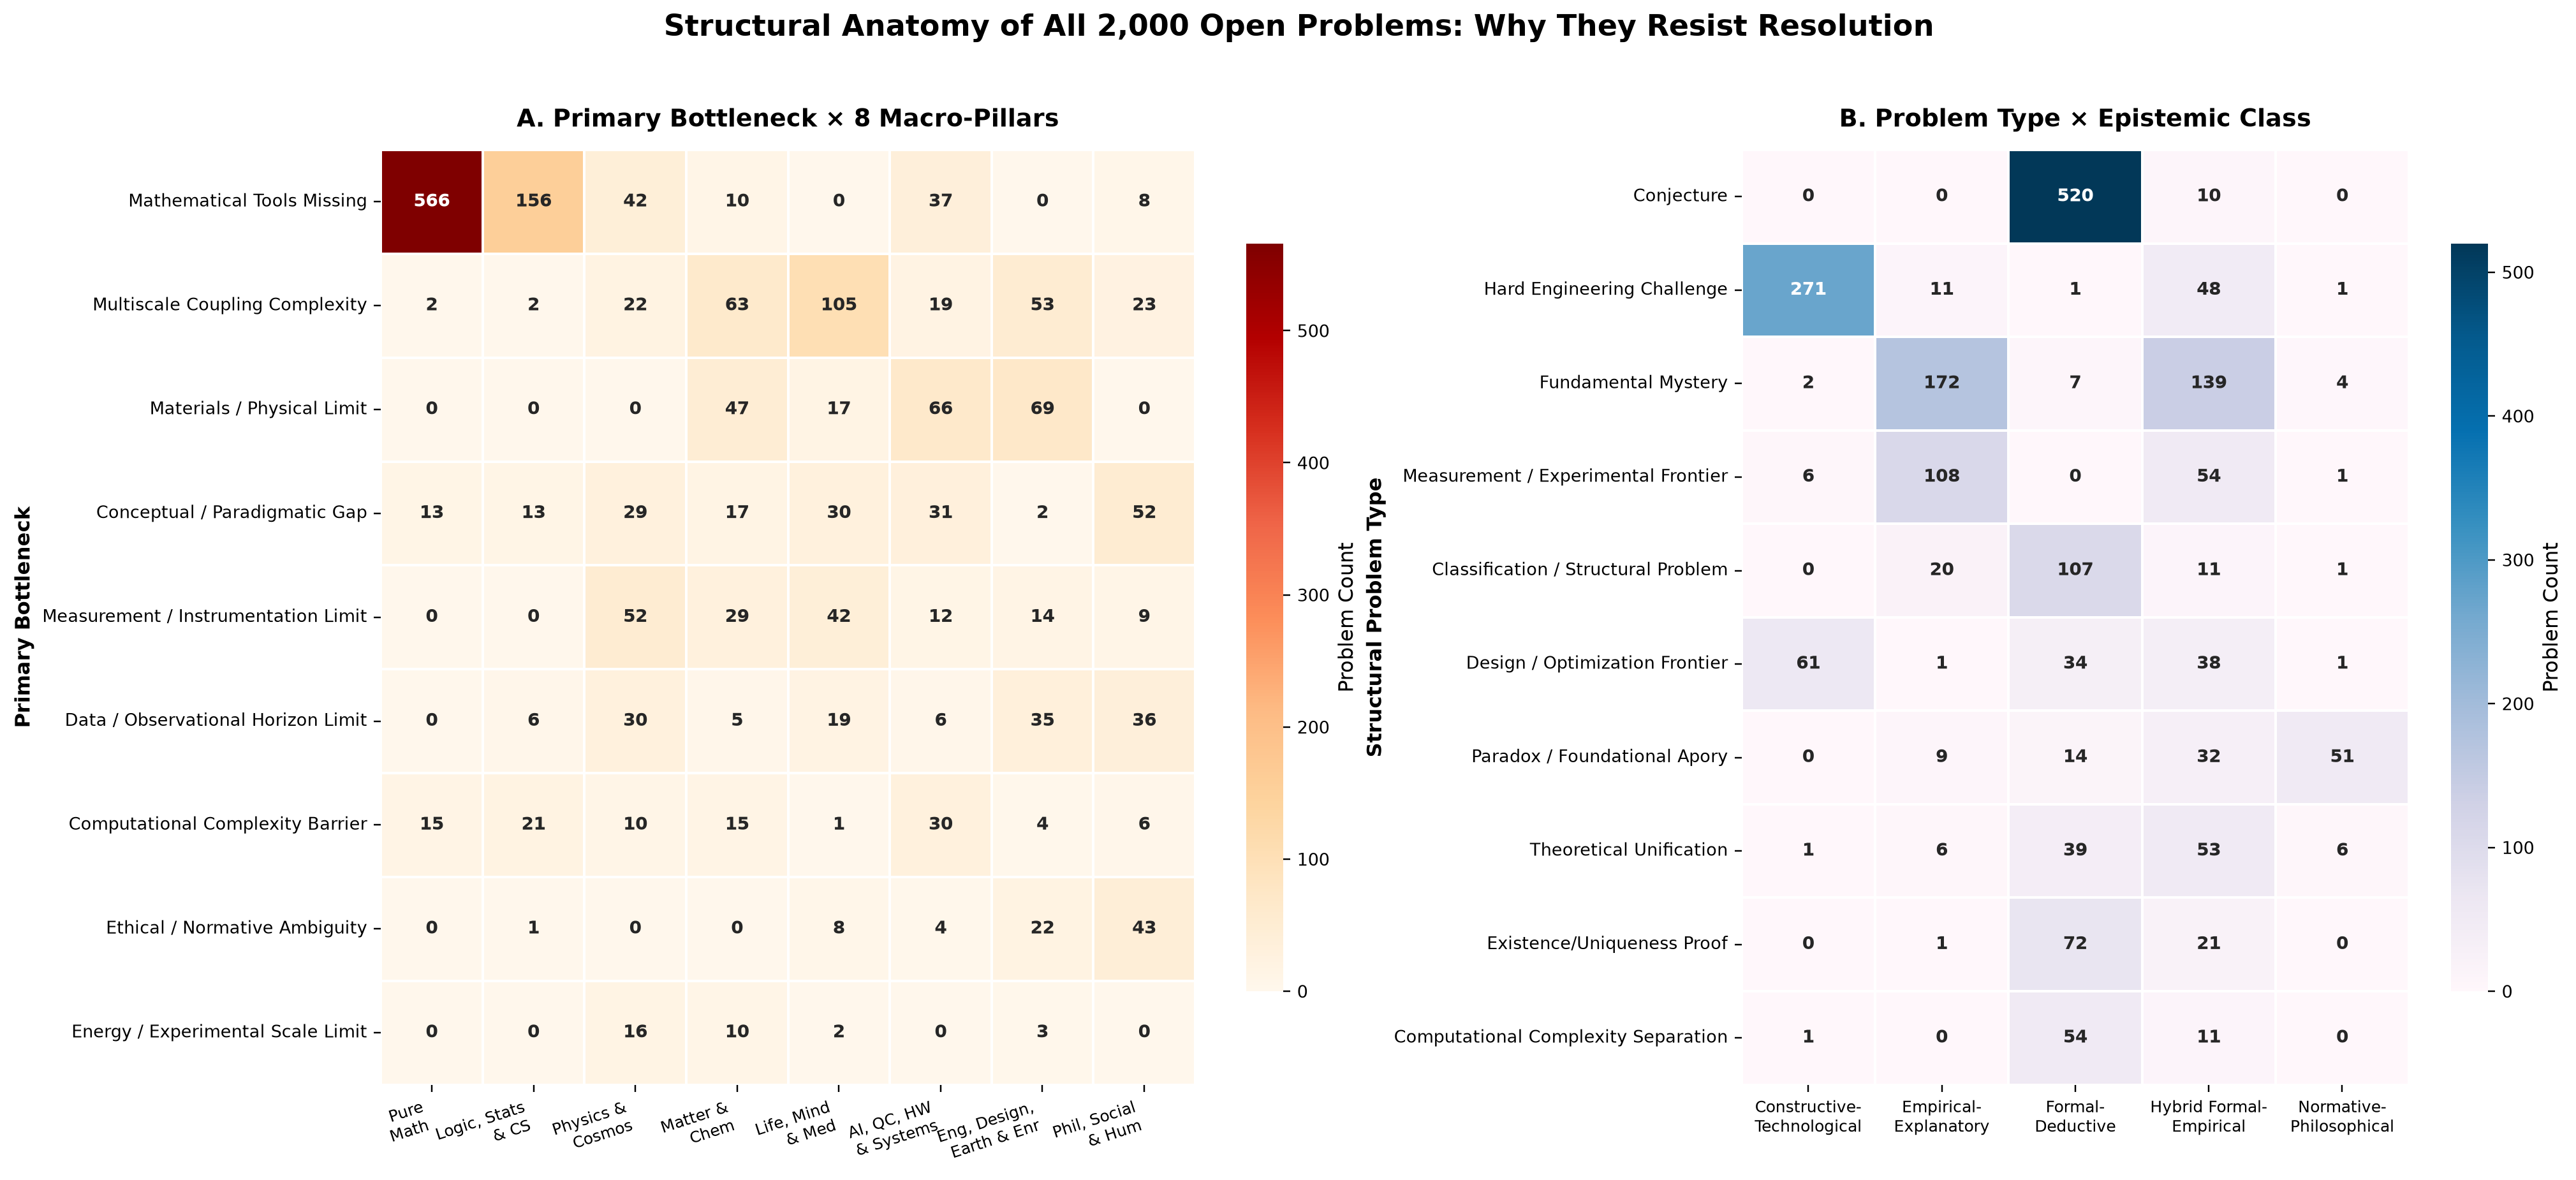 Structural Anatomy of All 2,000 Open Problems: Why They Resist Resolution
A. Primary Bottleneck × 8 Macro-Pillars
Primary Bottleneck
Mathematical Tools Missing 566 156 42 10 0 37 0 8
Multiscale Coupling Complexity 2 2 22 63 105 19 53 23
Materials / Physical Limit 0 0 0 47 17 66 69 0
Conceptual / Paradigmatic Gap 13 13 29 17 30 31 2 52
Measurement / Instrumentation Limit 0 0 52 29 42 12 14 9
Data / Observational Horizon Limit 0 6 30 5 19 6 35 36
Computational Complexity Barrier 15 21 10 15 1 30 4 6
Ethical / Normative Ambiguity 0 1 0 0 8 4 22 43
Energy / Experimental Scale Limit 0 0 16 10 2 0 3 0
Pure
Math
Logic, Stats
& CS
Physics &
Cosmos
Matter &
Chem
Life, Mind
& Med
AI, QC, HW
& Systems
Eng, Design,
Earth & Enr
Phil, Social
& Hum
500
400
300
200
100
0
Problem Count
B. Problem Type × Epistemic Class
Structural Problem Type
Conjecture 0 0 520 10 0
Hard Engineering Challenge 271 11 1 48 1
Fundamental Mystery 2 172 7 139 4
Measurement / Experimental Frontier 6 108 0 54 1
Classification / Structural Problem 0 20 107 11 1
Design / Optimization Frontier 61 1 34 38 1
Paradox / Foundational Apory 0 9 14 32 51
Theoretical Unification 1 6 39 53 6
Existence/Uniqueness Proof 0 1 72 21 0
Computational Complexity Separation 1 0 54 11 0
Constructive-
Technological
Empirical-
Explanatory
Formal-
Deductive
Hybrid Formal-
Empirical
Normative-
Philosophical
500
400
300
200
100
0
Problem Count